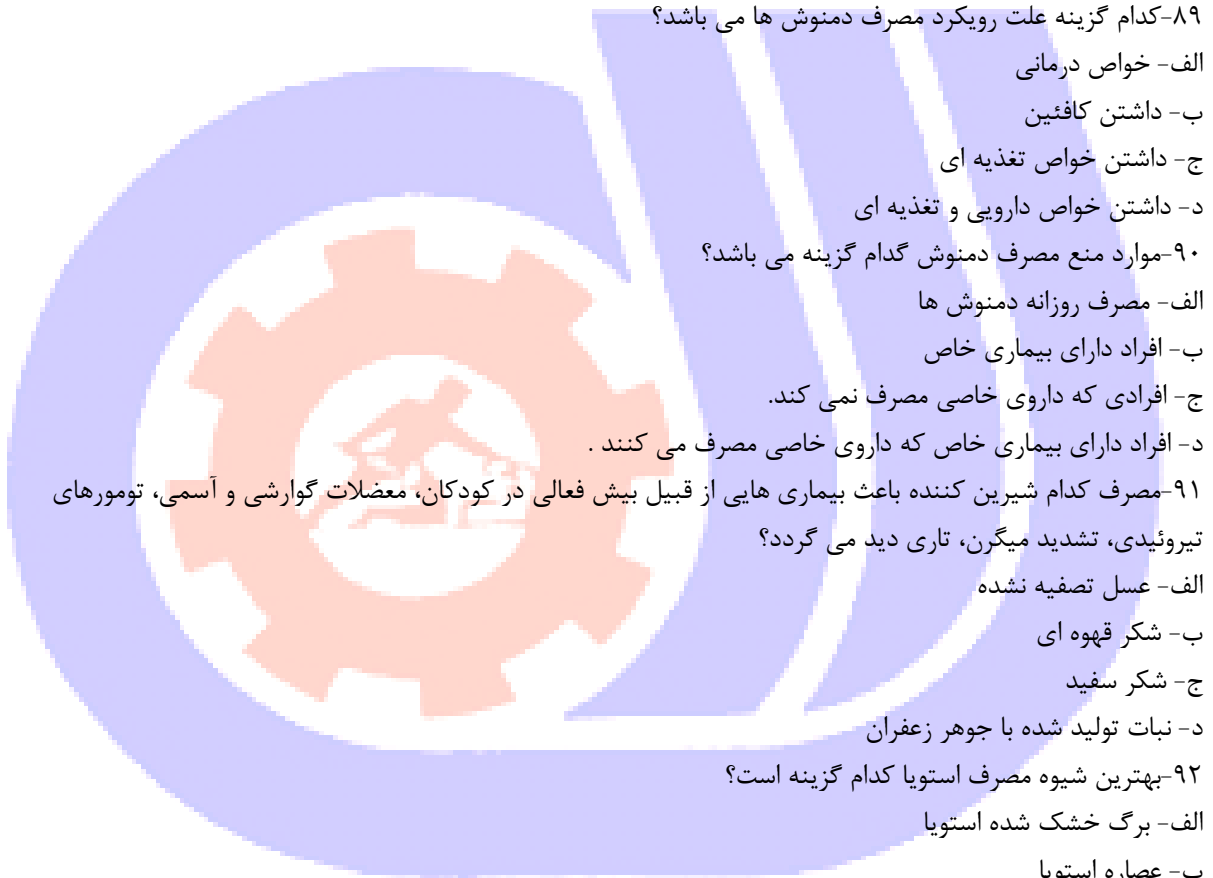 ۸۹-کدام گزینه علت رویکرد مصرف دمنوش ها می باشد؟
الف- خواص درمانی
ب- داشتن کافئین
ج- داشتن خواص تغذیه ای
د- داشتن خواص دارویی و تغذیه ای
۹۰-موارد منع مصرف دمنوش گدام گزینه می باشد؟
الف- مصرف روزانه دمنوش ها
ب- افراد دارای بیماری خاص
ج- افرادی که داروی خاصی مصرف نمی کند.
د- افراد دارای بیماری خاص که داروی خاصی مصرف می کنند .
۹۱-مصرف کدام شیرین کننده باعث بیماری هایی از قبیل بیش فعالی در کودکان، معضلات گوارشی و آسمی، تومورهای
تیروئیدی، تشدید میگرن، تاری دید می گردد؟
الف- عسل تصفیه نشده
ب- شکر قهوه ای
ج- شکر سفید
د- نبات تولید شده با جوهر زعفران
۹۲-بهترین شیوه مصرف استویا کدام گزینه است؟
الف- برگ خشک شده استویا
ب- عصاره استویا